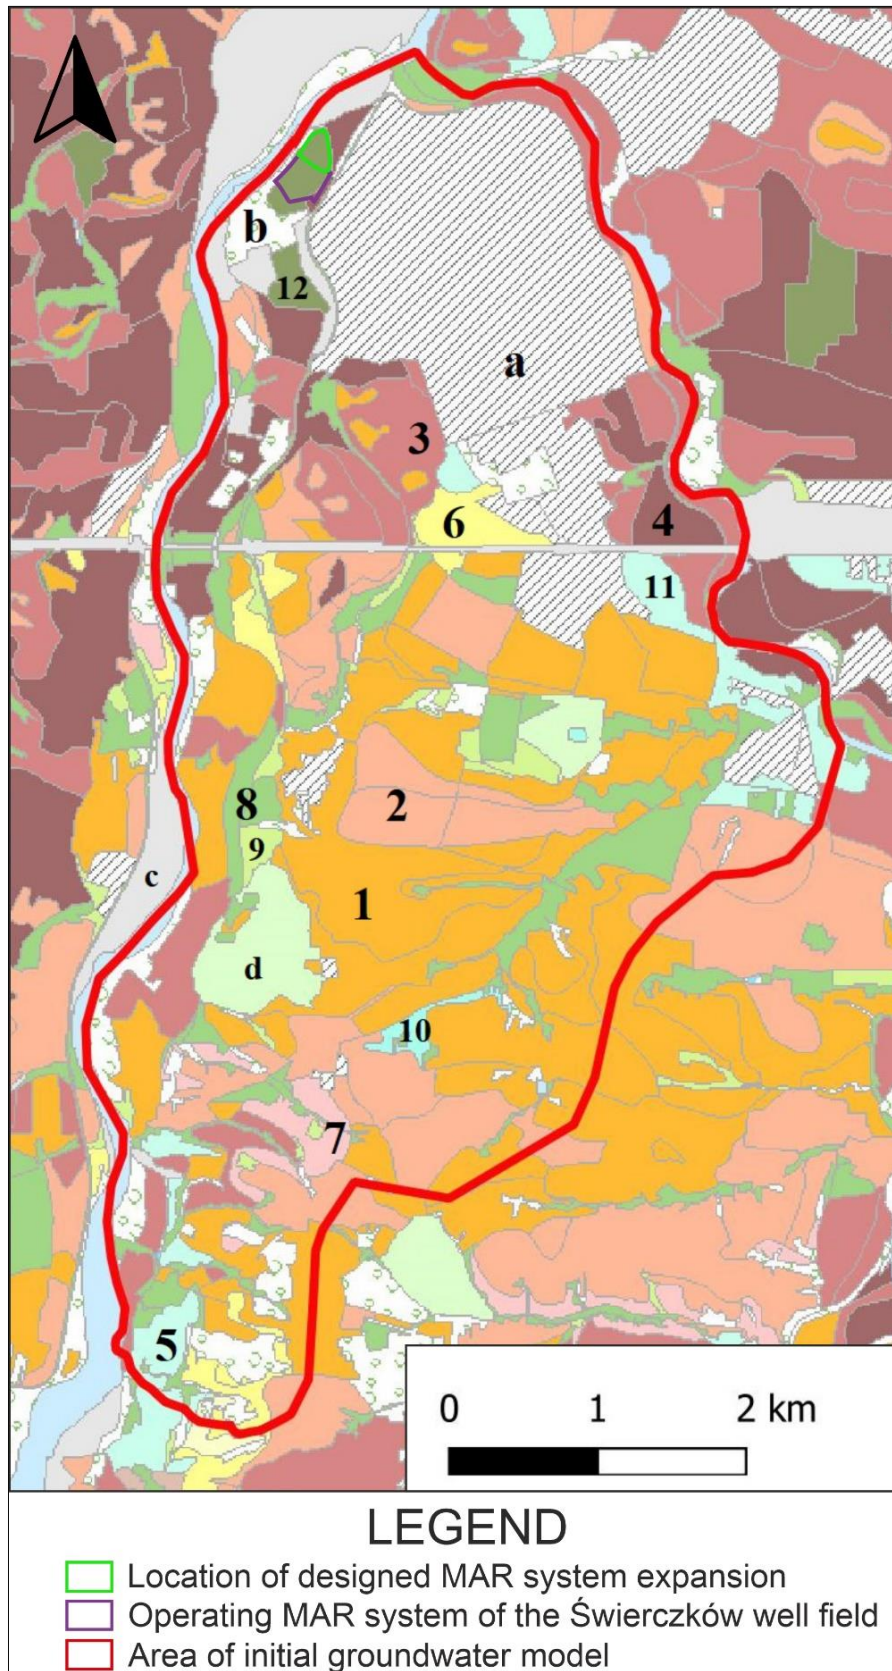 b
12
a
3
6
4
11
8
2
9
c
1
d
10
7
5
0 1 2 km
LEGEND
Location of designed MAR system expansion
Operating MAR system of the Świerczków well field
Area of initial groundwater model